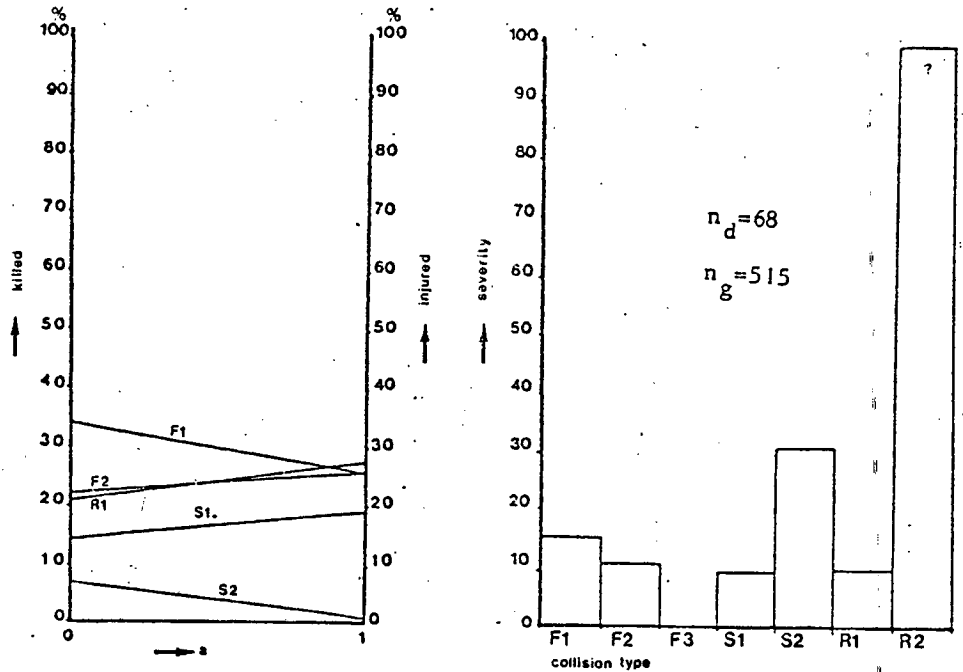 %
100
90
80
70
60
50
40
30
20
10
0
killed
F1
F2
R1
S1.
S2
0
1
a
%
100
90
80
70
60
50
40
30
20
10
0
injured
100
90
80
70
60
50
40
30
20
10
0
severity
n_d=68
n_g=515
?
F1 F2 F3 S1 S2 R1 R2
collision type